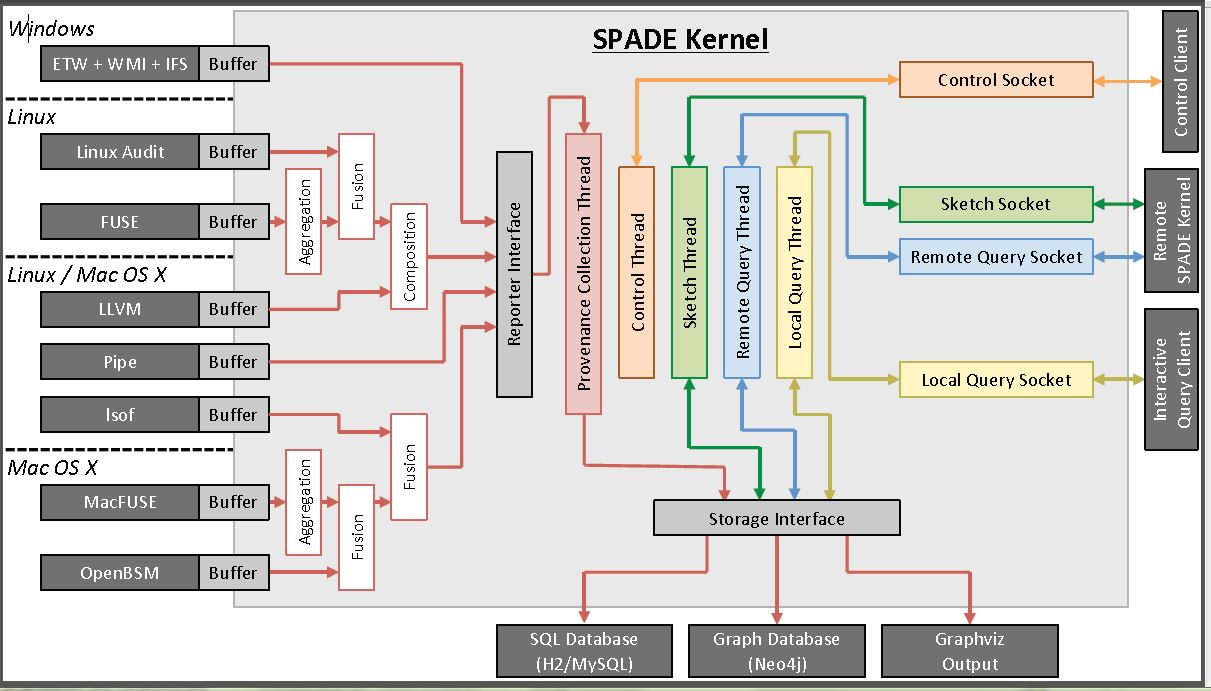 Windows
SPADE Kernel
ETW + WMI + IFS
Buffer
Control Socket
Control Client
Linux
Linux Audit
Buffer
Fusion
Aggregation
FUSE
Buffer
Composition
Reporter Interface
Provenance Collection Thread
Control Thread
Sketch Thread
Remote Query Thread
Local Query Thread
Sketch Socket
Remote Query Socket
Remote
SPADE Kernel
Linux / Mac OS X
LLVM
Buffer
Pipe
Buffer
Local Query Socket
Interactive
Query Client
lsof
Buffer
Fusion
Mac OS X
MacFUSE
Buffer
Aggregation
Fusion
OpenBSM
Buffer
Storage Interface
SQL Database
(H2/MySQL)
Graph Database
(Neo4j)
Graphviz
Output